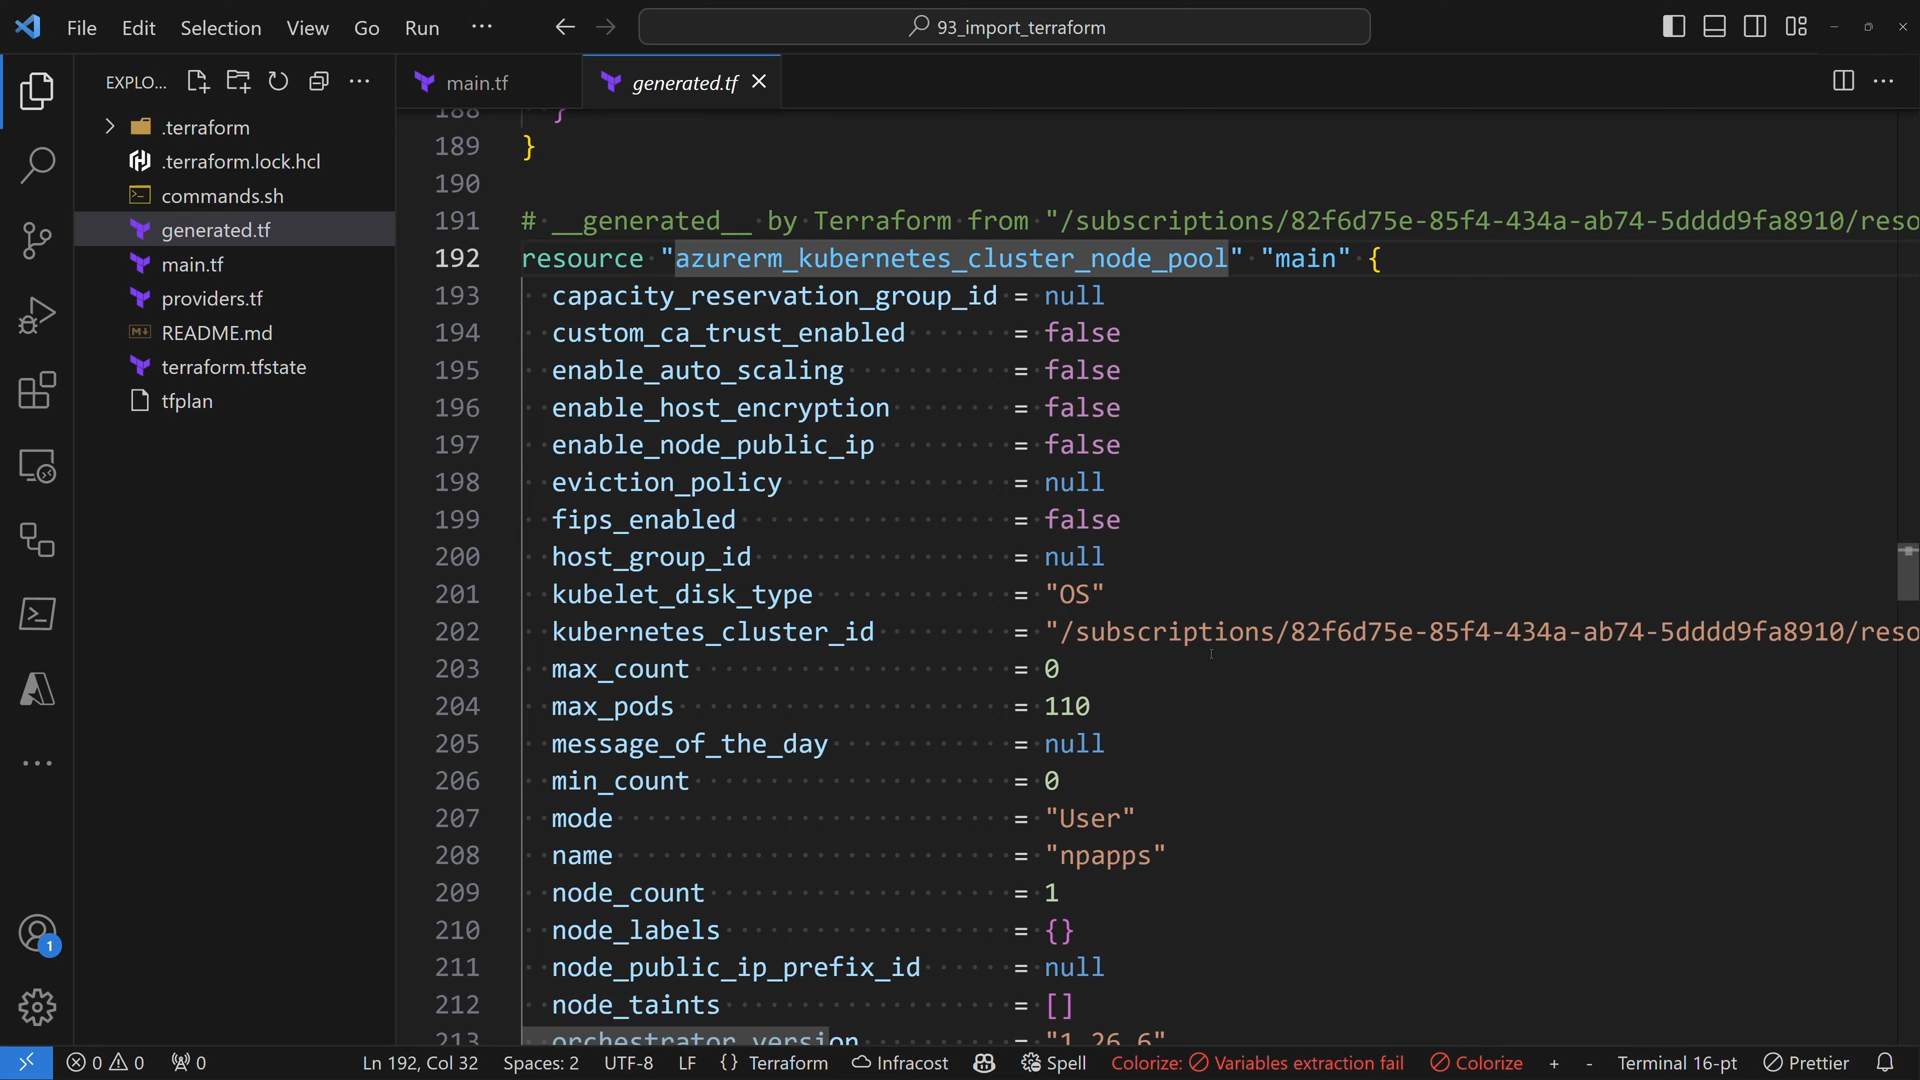 File Edit Selection View Go Run ··· 93_import_terraform
EXPLO...
main.tf
generated.tf
.terraform
.terraform.lock.hcl
commands.sh
generated.tf
main.tf
providers.tf
README.md
terraform.tfstate
tfplan
188 }
189 }
190
191 # __generated__ by Terraform from "/subscriptions/82f6d75e-85f4-434a-ab74-5dddd9fa8910/reso
192 resource "azurerm_kubernetes_cluster_node_pool" "main" {
193 capacity_reservation_group_id = null
194 custom_ca_trust_enabled = false
195 enable_auto_scaling = false
196 enable_host_encryption = false
197 enable_node_public_ip = false
198 eviction_policy = null
199 fips_enabled = false
200 host_group_id = null
201 kubelet_disk_type = "OS"
202 kubernetes_cluster_id = "/subscriptions/82f6d75e-85f4-434a-ab74-5dddd9fa8910/reso
203 max_count = 0
204 max_pods = 110
205 message_of_the_day = null
206 min_count = 0
207 mode = "User"
208 name = "npapps"
209 node_count = 1
210 node_labels = {}
211 node_public_ip_prefix_id = null
212 node_taints = []
213 orchestrator_version = "1.26.6"
1
0 0 0 Ln 192, Col 32 Spaces: 2 UTF-8 LF {} Terraform Infracost Spell Colorize: Variables extraction fail Colorize + - Terminal 16-pt Prettier